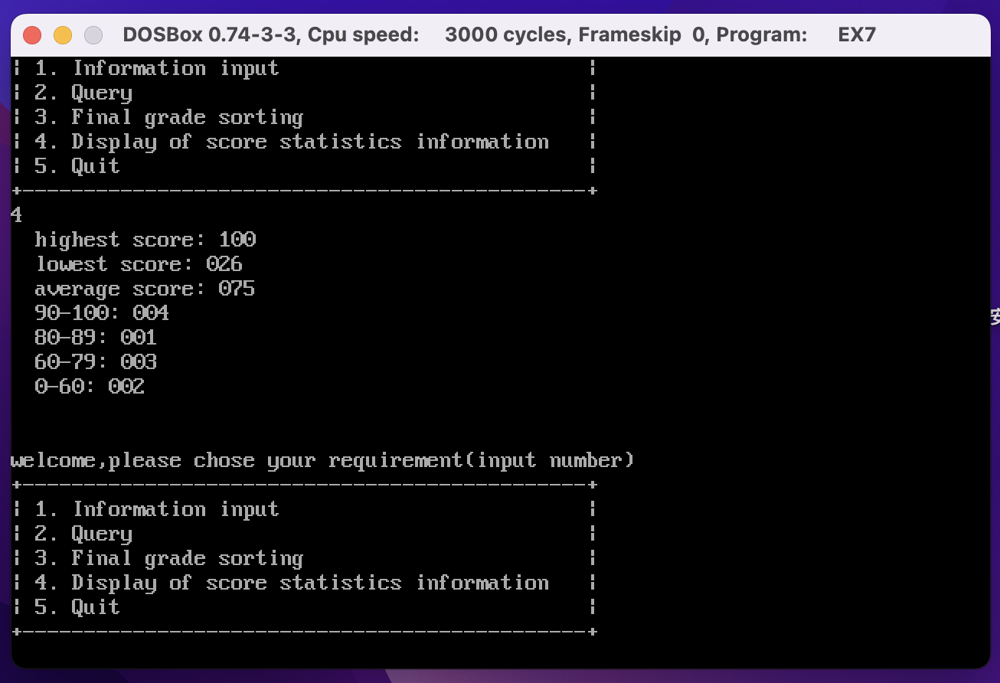 DOSBox 0.74-3-3, Cpu speed: 3000 cycles, Frameskip 0, Program: EX7
¦ 1. Information input ¦
¦ 2. Query ¦
¦ 3. Final grade sorting ¦
¦ 4. Display of score statistics information ¦
¦ 5. Quit ¦
+----------------------------------------------+
4
highest score: 100
lowest score: 026
average score: 075
90-100: 004
80-89: 001
60-79: 003
0-60: 002
welcome,please chose your requirement(input number)
+----------------------------------------------+
¦ 1. Information input ¦
¦ 2. Query ¦
¦ 3. Final grade sorting ¦
¦ 4. Display of score statistics information ¦
¦ 5. Quit ¦
+----------------------------------------------+